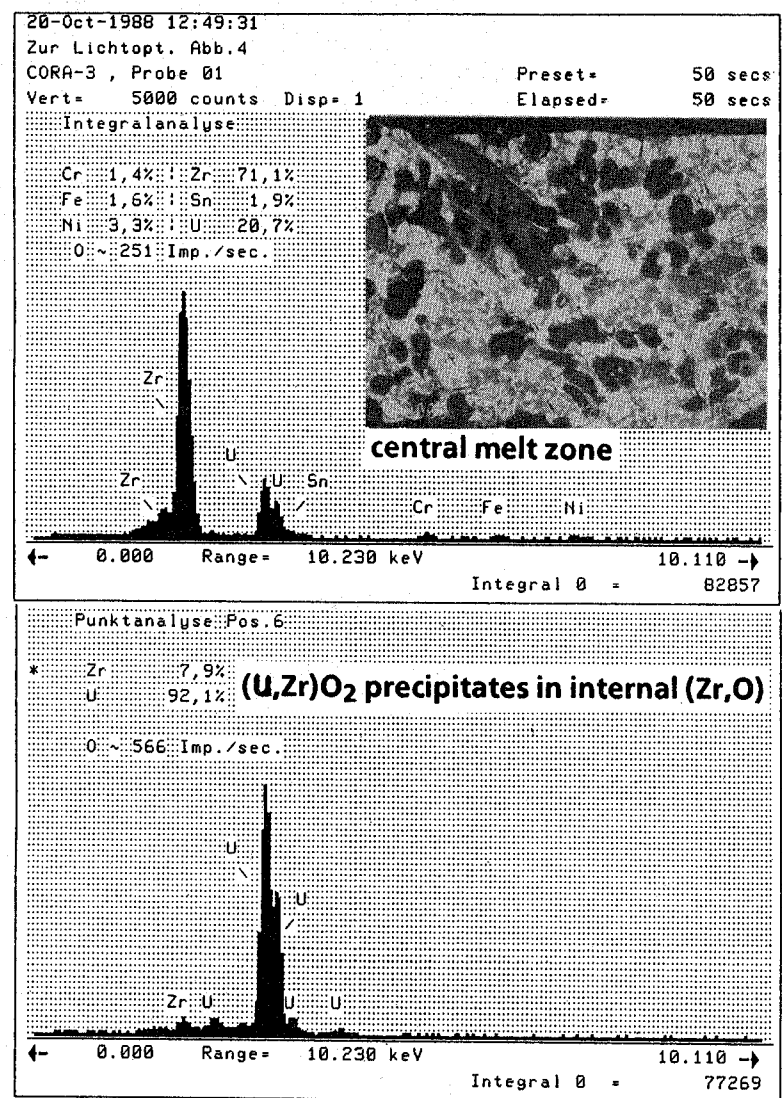 20-Oct-1988 12:49:31
Zur Lichtopt. Abb.4
CORA-3 , Probe 01
Preset= 50 secs
Vert= 5000 counts Disp= 1
Elapsed= 50 secs
Integralanalyse
Cr 1,4% | Zr 71,1%
Fe 1,6% | Sn 1,9%
Ni 3,3% | U 20,7%
O ~ 251 Imp./sec.
central melt zone
Zr
Zr
U
U
Sn
Cr
Fe
Ni
<- 0.000 Range= 10.230 keV 10.110 ->
Integral 0 = 82857
Punktanalyse Pos.6
* Zr 7,9%
U 92,1%
(U,Zr)O₂ precipitates in internal (Zr,O)
O ~ 566 Imp./sec.
U
U
Zr
U
U
U
<- 0.000 Range= 10.230 keV 10.110 ->
Integral 0 = 77269